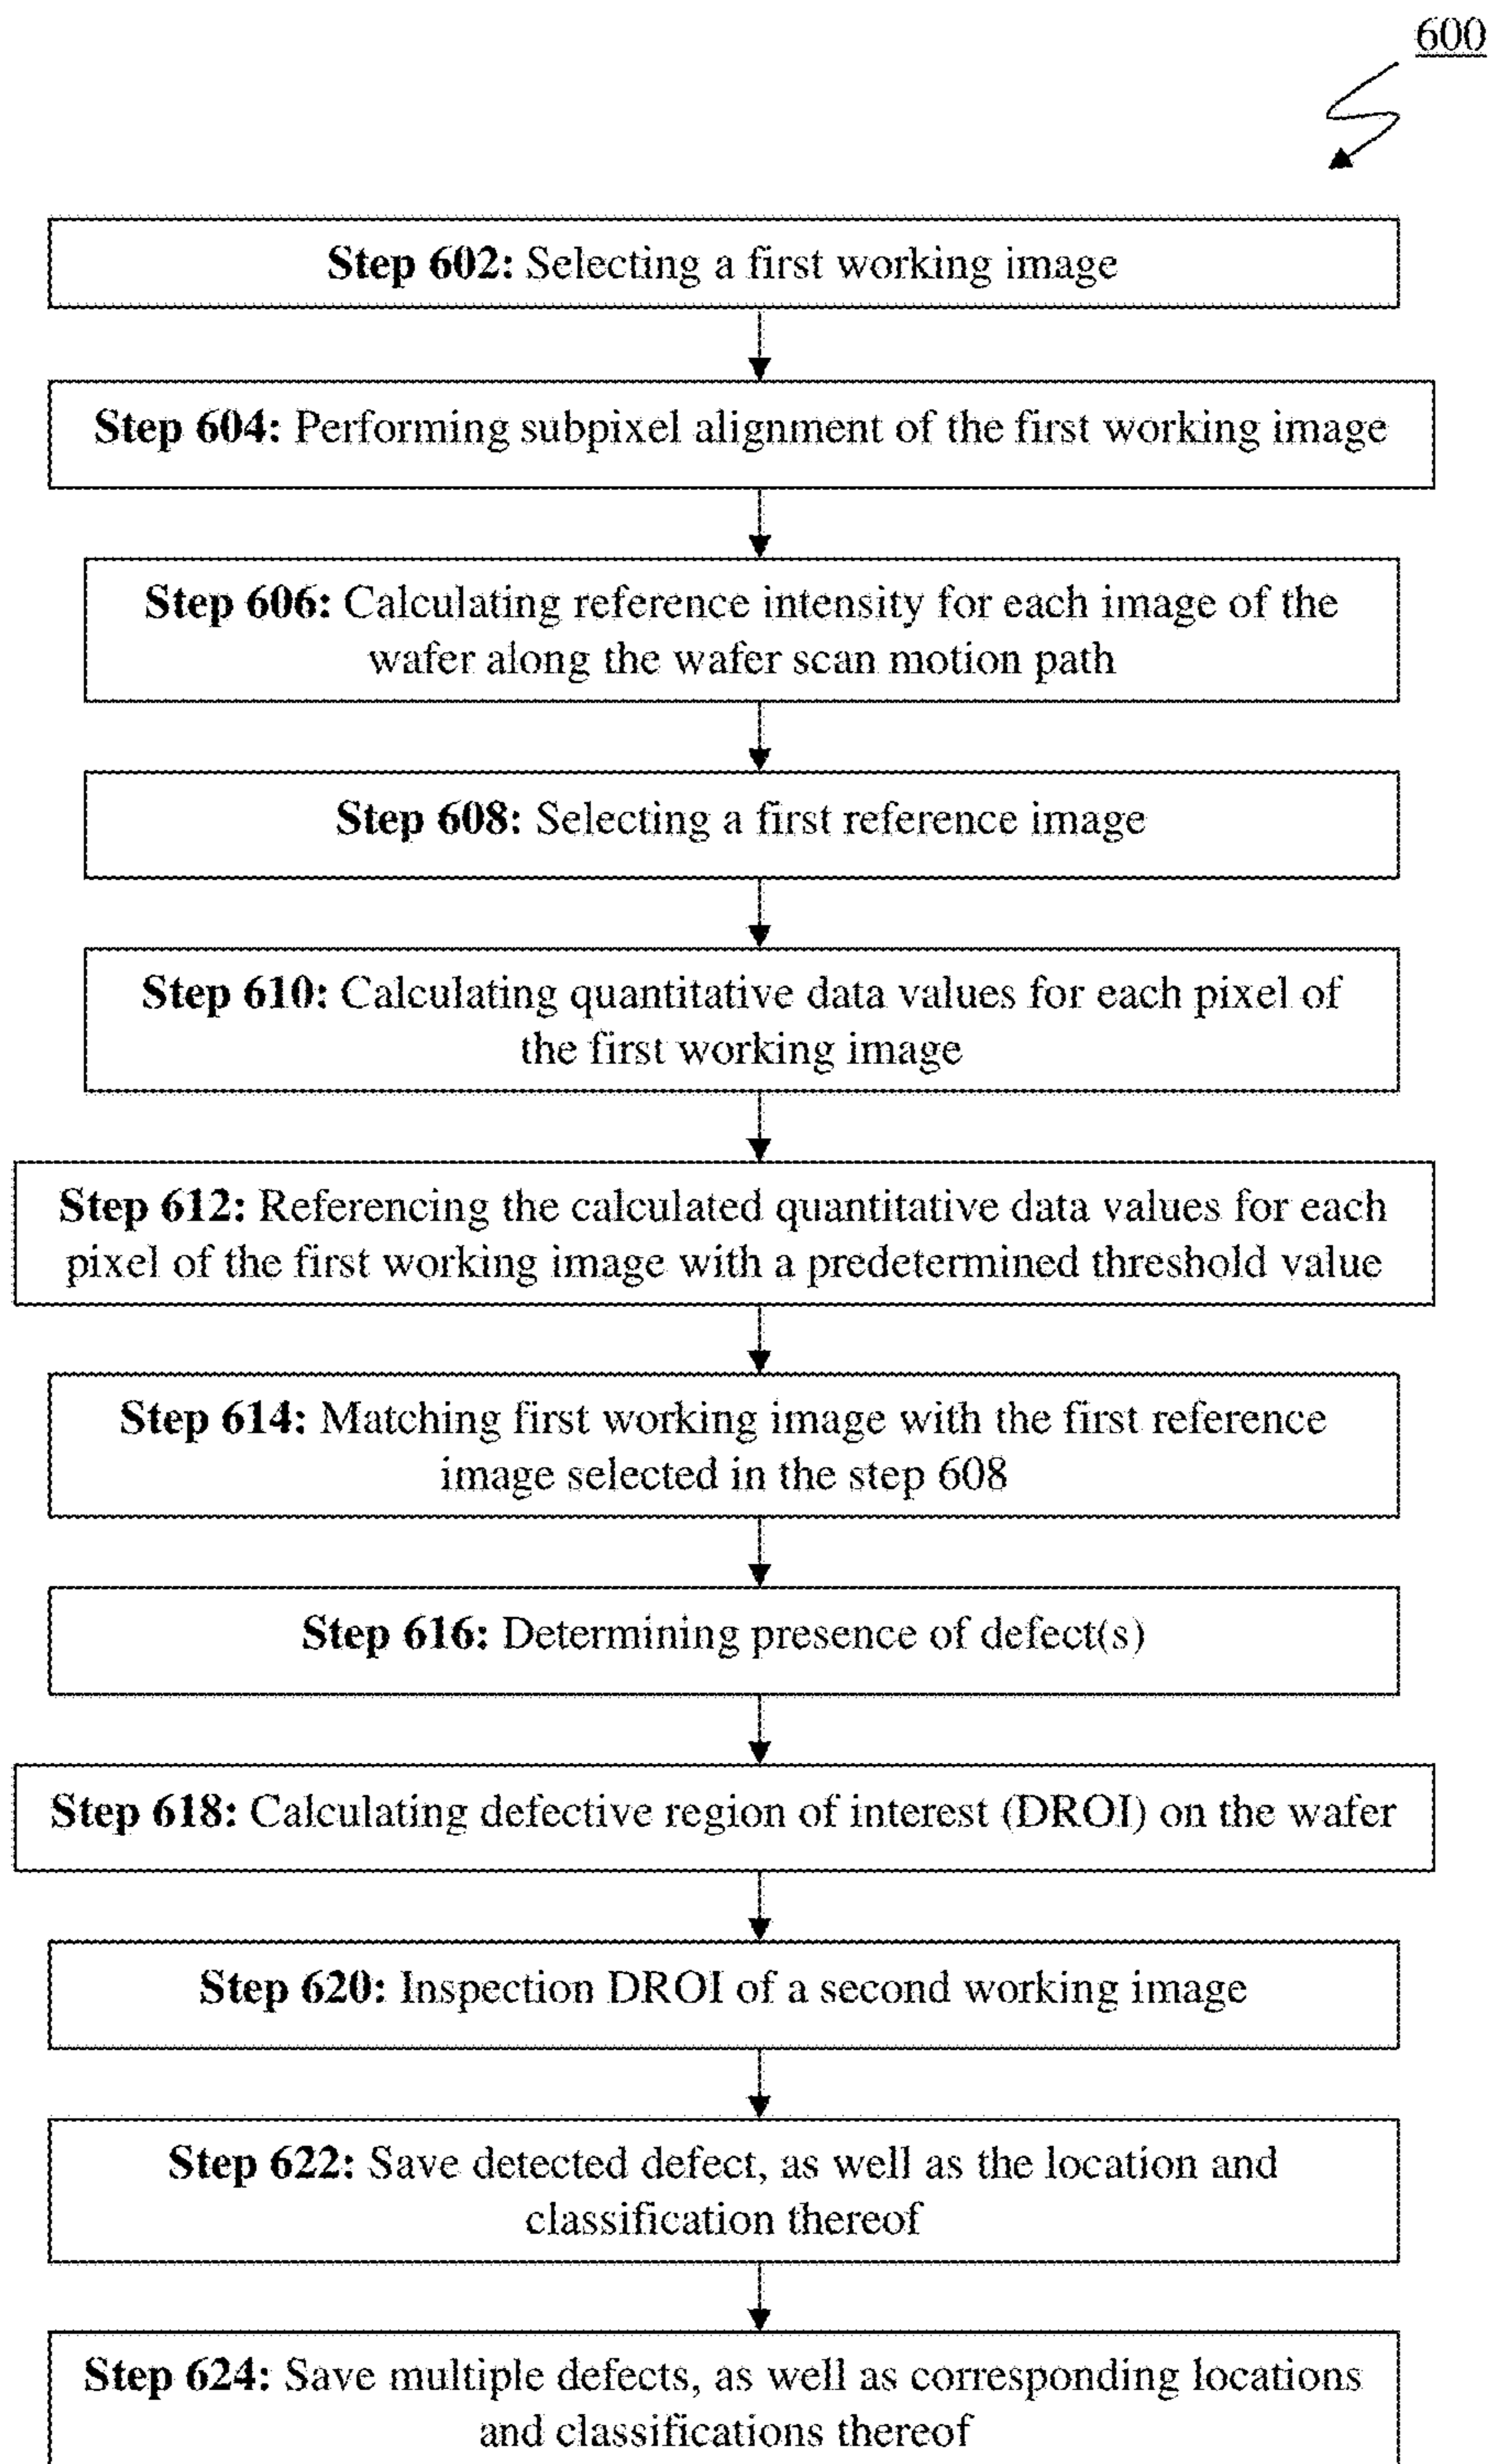 600
Step 602: Selecting a first working image
Step 604: Performing subpixel alignment of the first working image
Step 606: Calculating reference intensity for each image of the
wafer along the wafer scan motion path
Step 608: Selecting a first reference image
Step 610: Calculating quantitative data values for each pixel of
the first working image
Step 612: Referencing the calculated quantitative data values for each
pixel of the first working image with a predetermined threshold value
Step 614: Matching first working image with the first reference
image selected in the step 608
Step 616: Determining presence of defect(s)
Step 618: Calculating defective region of interest (DROI) on the wafer
Step 620: Inspection DROI of a second working image
Step 622: Save detected defect, as well as the location and
classification thereof
Step 624: Save multiple defects, as well as corresponding locations
and classifications thereof